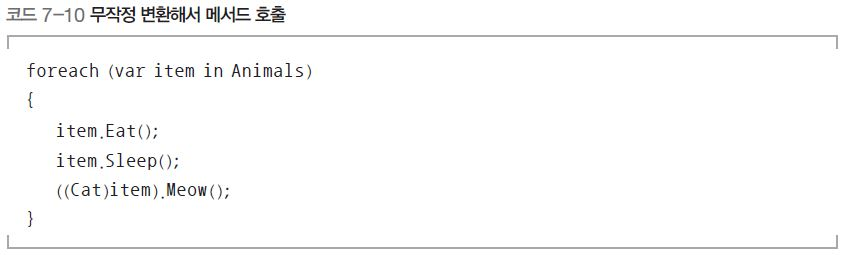 코드 7-10 무작정 변환해서 메서드 호출
foreach (var item in Animals)
{
item.Eat();
item.Sleep();
((Cat)item).Meow();
}